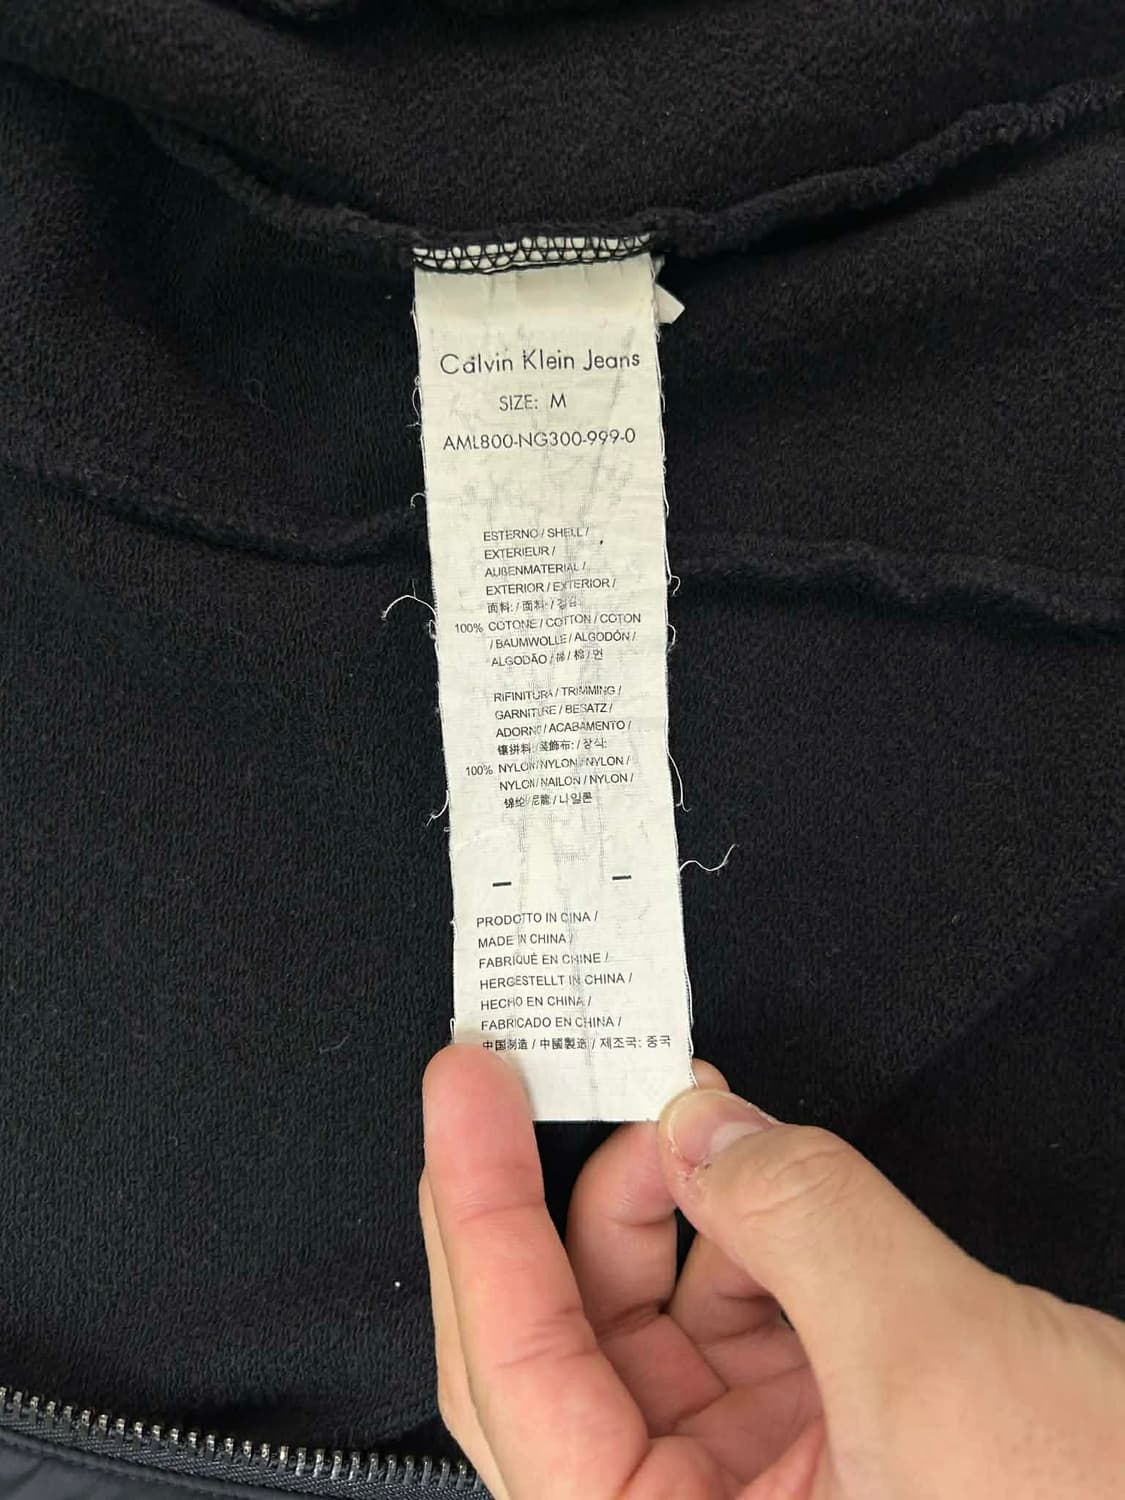 Calvin Klein Jeans
SIZE: M
AML800-NG300-999-0
ESTERNO / SHELL /
EXTERIEUR /
AUßENMATERIAL /
EXTERIOR / EXTERIOR /
面料: / 面料: / 겉감:
100% COTONE / COTTON / COTON
/ BAUMWOLLE / ALGODÓN /
ALGODÃO / 棉 / 棉 / 면
RIFINITURA / TRIMMING /
GARNITURE / BESATZ /
ADORNO / ACABAMENTO /
镶拼料: / 裝飾布: / 장식:
100% NYLON / NYLON / NYLON /
NYLON / NAILON / NYLON /
锦纶 / 尼龍 / 나일론
PRODOTTO IN CINA /
MADE IN CHINA /
FABRIQUÉ EN CHINE /
HERGESTELLT IN CHINA /
HECHO EN CHINA /
FABRICADO EN CHINA /
中国制造 / 中國製造 / 제조국: 중국